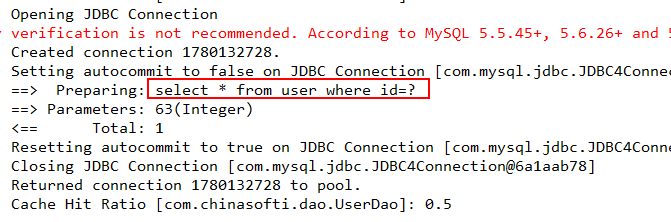 Opening JDBC Connection
verification is not recommended. According to MySQL 5.5.45+, 5.6.26+ and
Created connection 1780132728.
Setting autocommit to false on JDBC Connection [com.mysql.jdbc.JDBC4Connec
==>  Preparing: select * from user where id=?
==> Parameters: 63(Integer)
<==      Total: 1
Resetting autocommit to true on JDBC Connection [com.mysql.jdbc.JDBC4Conne
Closing JDBC Connection [com.mysql.jdbc.JDBC4Connection@6a1aab78]
Returned connection 1780132728 to pool.
Cache Hit Ratio [com.chinasofti.dao.UserDao]: 0.5